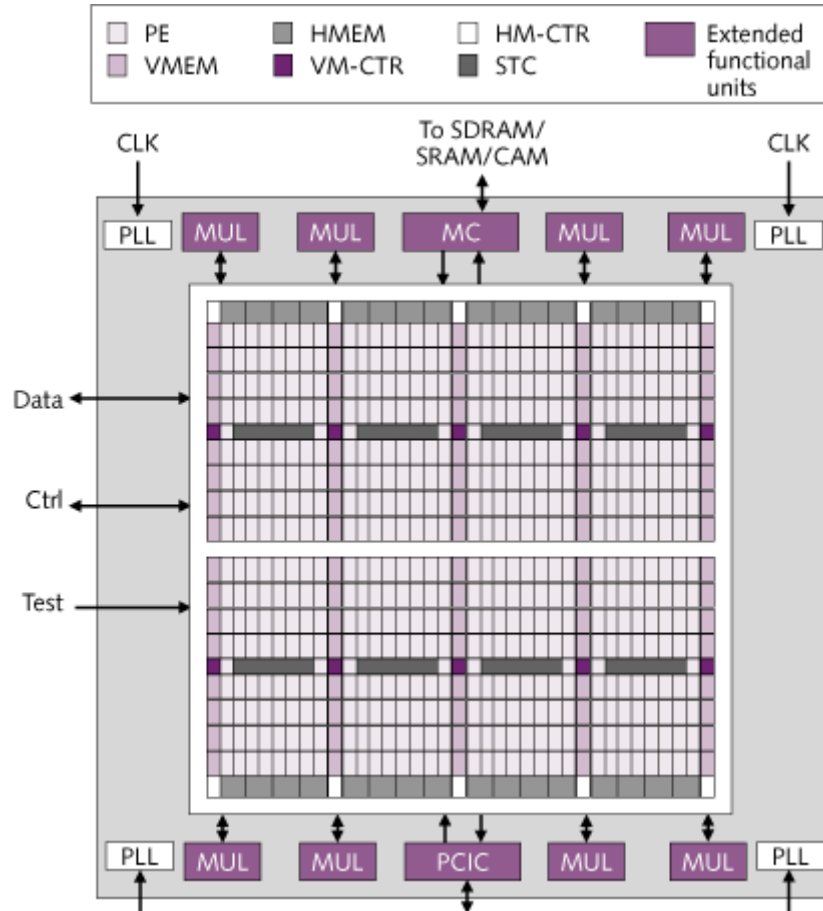 PE HMEM HM-CTR Extended
VMEM VM-CTR STC functional
units
To SDRAM/
CLK SRAM/CAM CLK
PLL MUL MUL MC MUL MUL PLL
Data
Ctrl
Test
PLL MUL MUL PCIC MUL MUL PLL